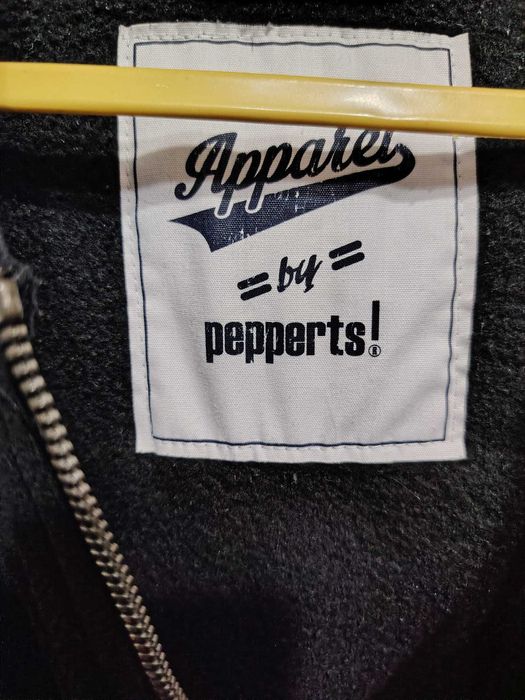 Apparel
= by =
pepperts!®